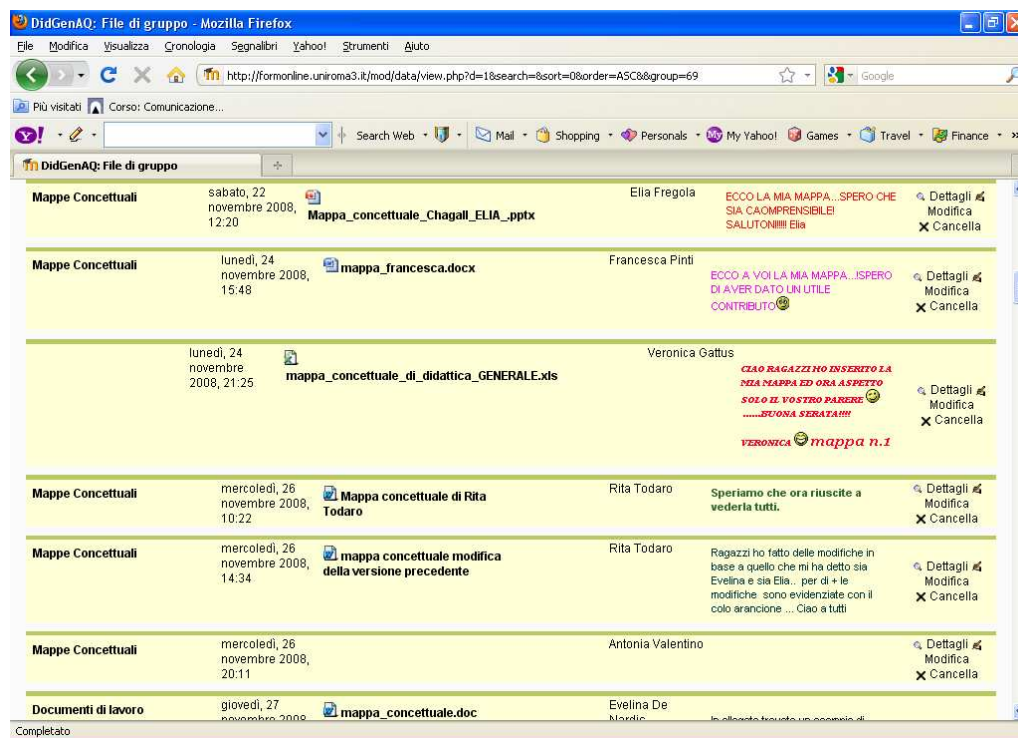 DidGenAQ: File di gruppo - Mozilla Firefox
File Modifica Visualizza Cronologia Segnalibri Yahoo! Strumenti Aiuto
http://formonline.uniroma3.it/mod/data/view.php?d=1&search=&sort=0&order=ASC&&group=69 Google
Più visitati Corso: Comunicazione...
Search Web Mail Shopping Personals My Yahoo! Games Travel Finance
DidGenAQ: File di gruppo
Mappe Concettuali
sabato, 22
novembre 2008,
12:20
Mappa_concettuale_Chagall_ELIA_.pptx
Elia Fregola
ECCO LA MIA MAPPA...SPERO CHE
SIA CAOMPRENSIBILE!
SALUTONI!!!!! Elia
Dettagli
Modifica
Cancella
Mappe Concettuali
lunedì, 24
novembre 2008,
15:48
mappa_francesca.docx
Francesca Pinti
ECCO A VOI LA MIA MAPPA...!SPERO
DI AVER DATO UN UTILE
CONTRIBUTO
Dettagli
Modifica
Cancella
lunedì, 24
novembre
2008, 21:25
mappa_concettuale_di_didattica_GENERALE.xls
Veronica Gattus
CIAO RAGAZZI HO INSERITO LA
MIA MAPPA ED ORA ASPETTO
SOLO IL VOSTRO PARERE
......BUONA SERATA!!!!
VERONICA mappa n.1
Dettagli
Modifica
Cancella
Mappe Concettuali
mercoledì, 26
novembre 2008,
10:22
Mappa concettuale di Rita
Todaro
Rita Todaro
Speriamo che ora riuscite a
vederla tutti.
Dettagli
Modifica
Cancella
Mappe Concettuali
mercoledì, 26
novembre 2008,
14:34
mappa concettuale modifica
della versione precedente
Rita Todaro
Ragazzi ho fatto delle modifiche in
base a quello che mi ha detto sia
Evelina e sia Elia.. per di + le
modifiche sono evidenziate con il
colo arancione ... Ciao a tutti
Dettagli
Modifica
Cancella
Mappe Concettuali
mercoledì, 26
novembre 2008,
20:11
Antonia Valentino
Dettagli
Modifica
Cancella
Documenti di lavoro
giovedì, 27
novembre 2008
mappa_concettuale.doc
Evelina De
Nardis
In allegato trovate un esempio di
Completato